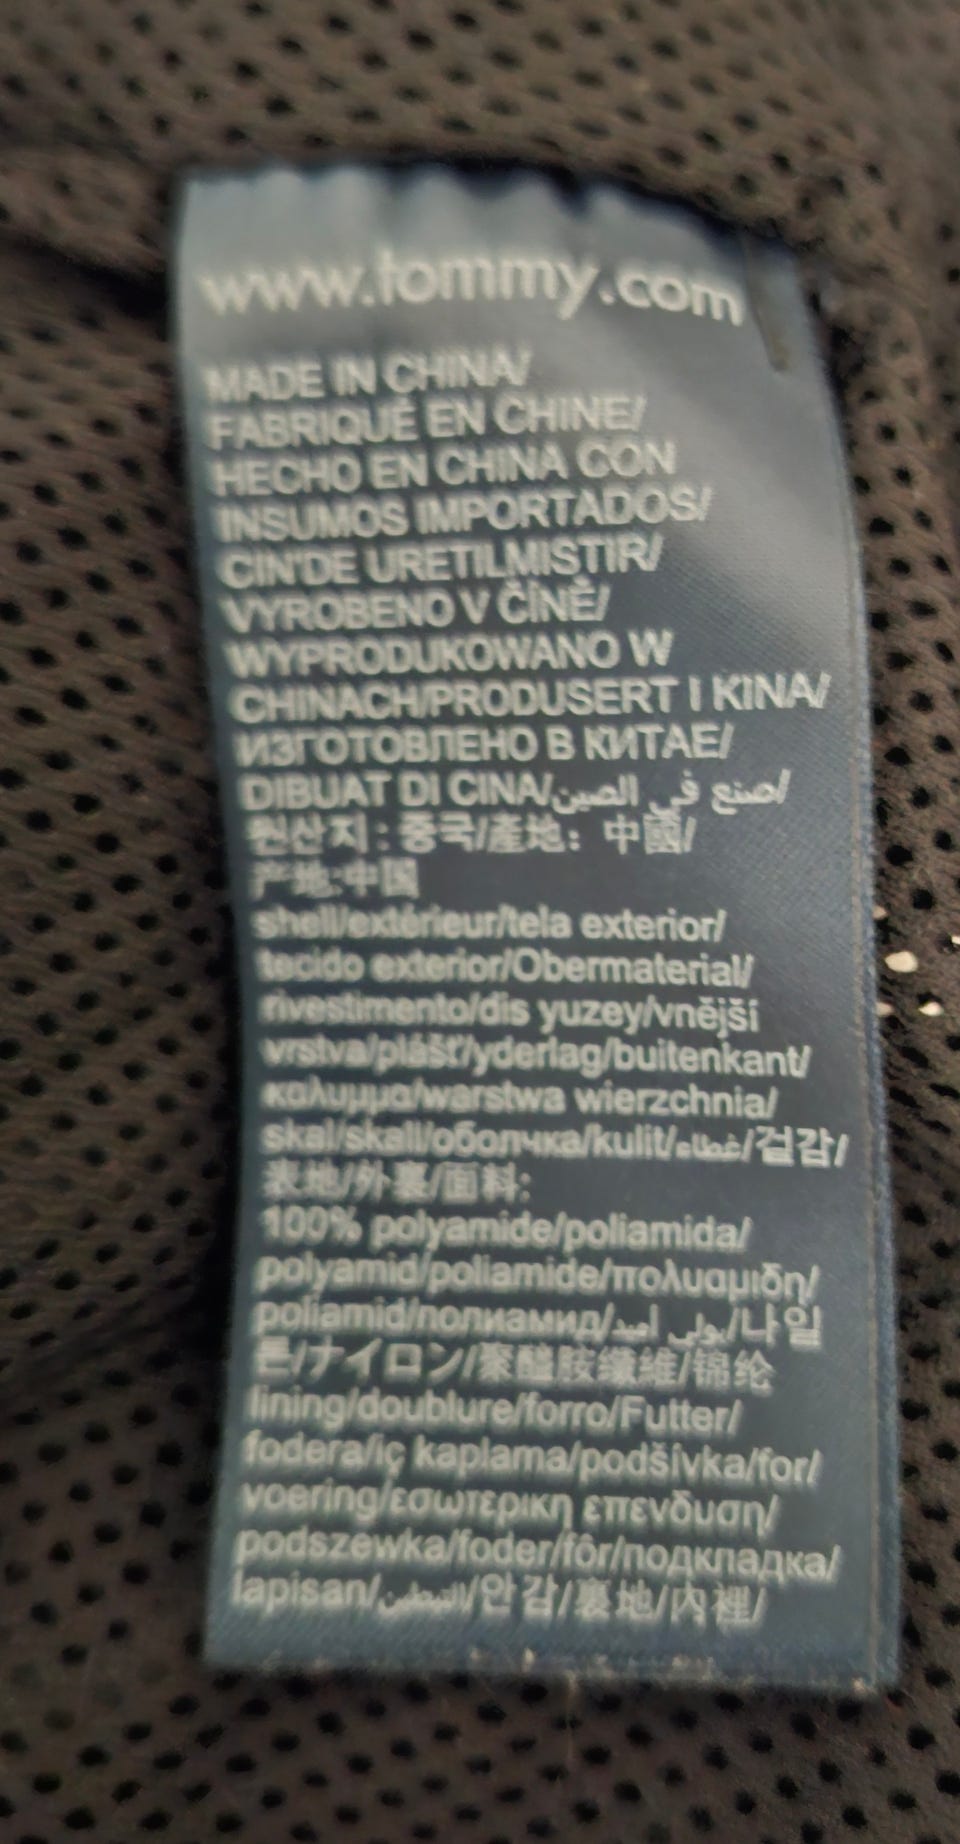 www.tommy.com
MADE IN CHINA/
FABRIQUÉ EN CHINE/
HECHO EN CHINA CON
INSUMOS IMPORTADOS/
CIN'DE URETILMISTIR/
VYROBENO V ČÍNĚ/
WYPRODUKOWANO W
CHINACH/PRODUSERT I KINA/
ИЗГОТОВЛЕНО В КИТАЕ/
DIBUAT DI CINA/صنع في الصين/
원산지: 중국/產地: 中國/
产地:中国
shell/extérieur/tela exterior/
tecido exterior/Obermaterial/
rivestimento/dis yuzey/vnější
vrstva/plášť/yderlag/buitenkant/
καλυμμα/warstwa wierzchnia/
skal/skall/оболчка/kulit/غطاء/겉감/
表地/外裏/面料:
100% polyamide/poliamida/
polyamid/poliamide/πολυαμιδη/
poliamid/полиамид/بولي أميد/나일
론/ナイロン/聚醯胺纖維/锦纶
lining/doublure/forro/Futter/
fodera/iç kaplama/podšívka/for/
voering/εσωτερικη επενδυση/
podszewka/foder/fôr/подкладка/
lapisan/التبطين/안감/裏地/內裡/